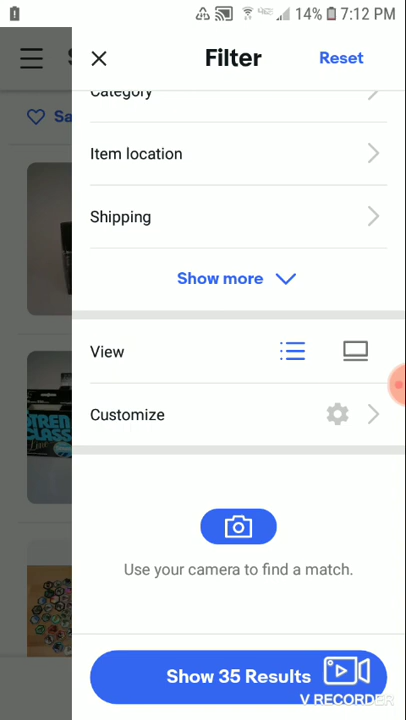 14% 7:12 PM
Filter
Reset
Category
Item location
Shipping
Show more
View
Customize
Use your camera to find a match.
Show 35 Results
V RECORDER